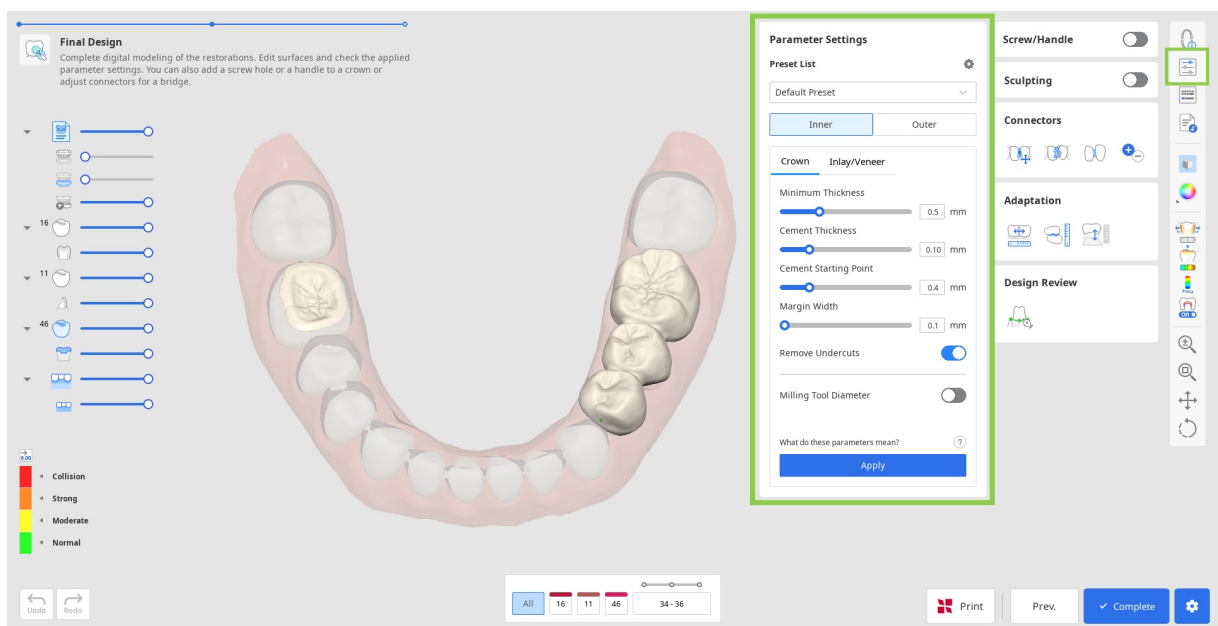 Final Design
Complete digital modeling of the restorations. Edit surfaces and check the applied
parameter settings. You can also add a screw hole or a handle to a crown or
adjust connectors for a bridge.
16
11
46
0.00
Collision
Strong
Moderate
Normal
Undo
Redo
All
16
11
46
34 - 36
Parameter Settings
Preset List
Default Preset
Inner
Outer
Crown
Inlay/Veneer
Minimum Thickness
0.5 mm
Cement Thickness
0.10 mm
Cement Starting Point
0.4 mm
Margin Width
0.1 mm
Remove Undercuts
Milling Tool Diameter
What do these parameters mean?
?
Apply
Screw/Handle
Sculpting
Connectors
Adaptation
Design Review
ON
Print
Prev.
Complete